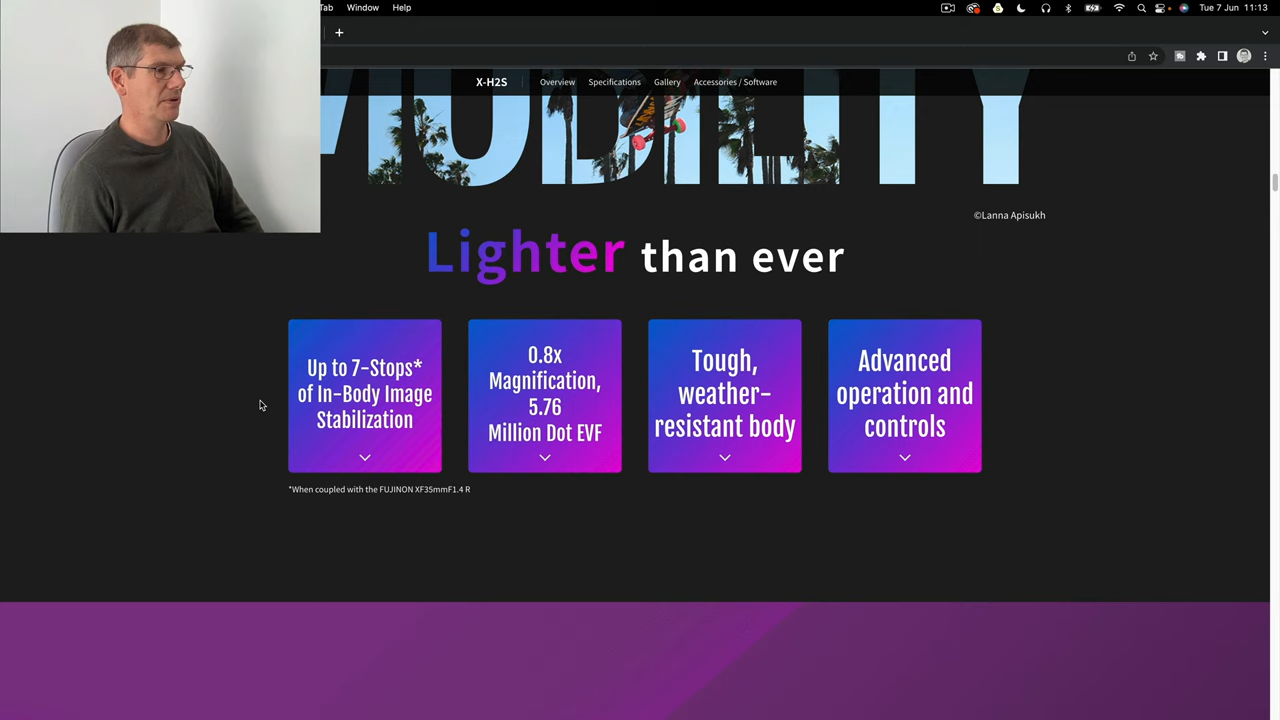 Tab Window Help
Tue 7 Jun 11:13
X-H2S Overview Specifications Gallery Accessories / Software
MOBILITY
©Lanna Apisukh
Lighter than ever
Up to 7-Stops*
of In-Body Image
Stabilization
0.8x
Magnification,
5.76
Million Dot EVF
Tough,
weather-
resistant body
Advanced
operation and
controls
*When coupled with the FUJINON XF35mmF1.4 R